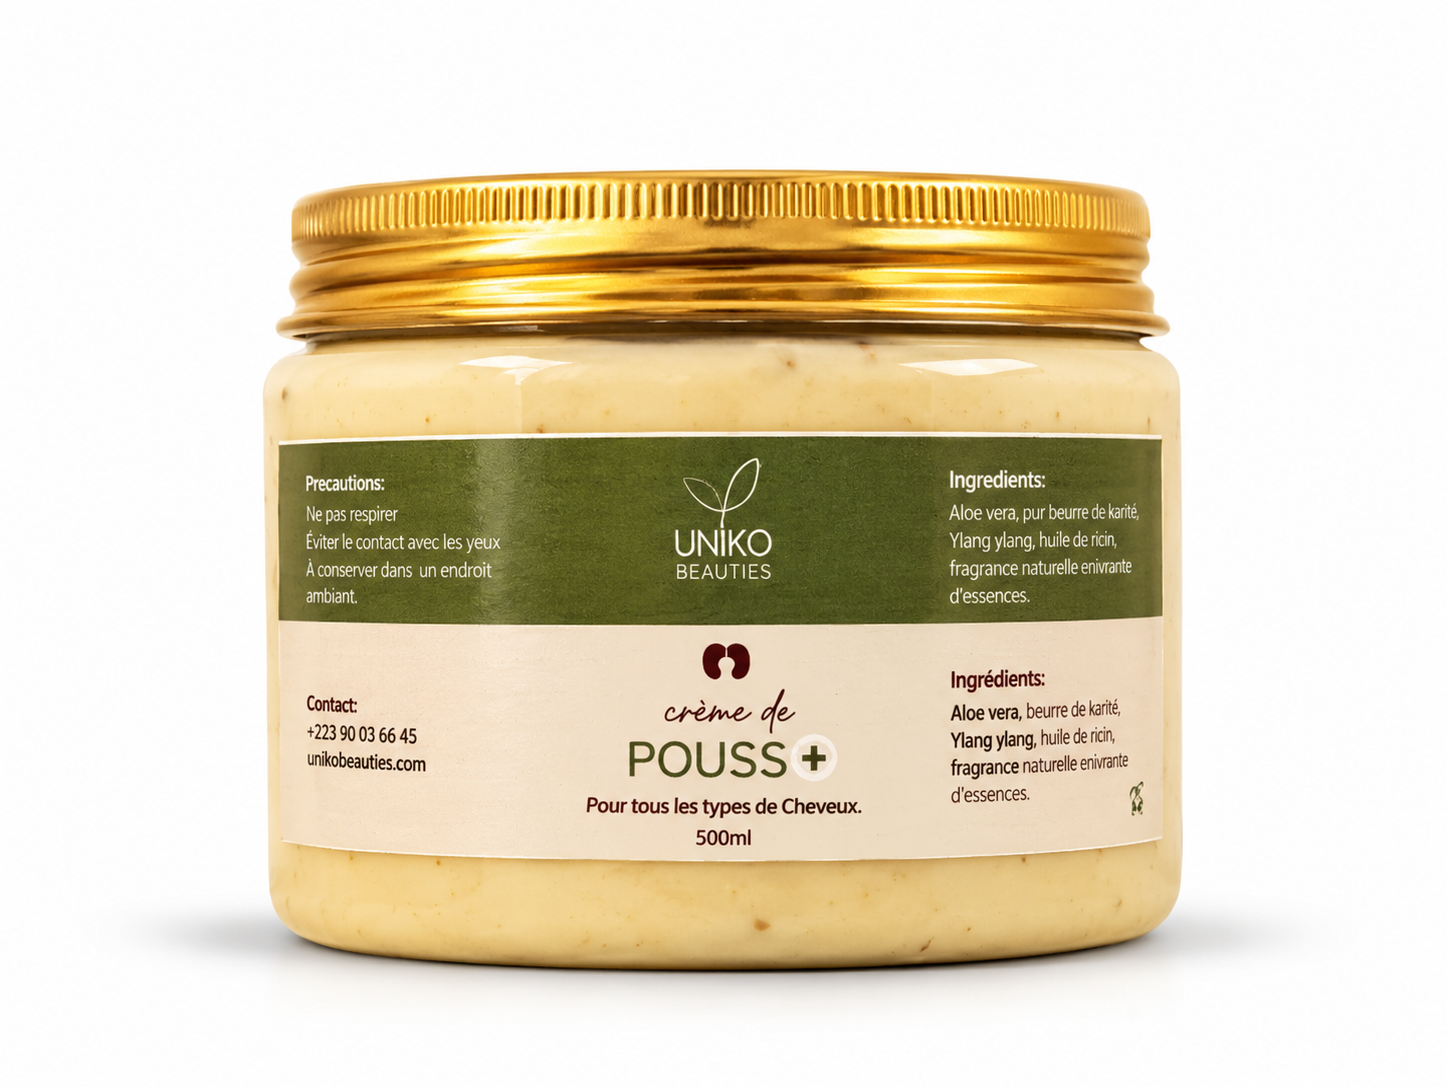 Precautions:
Ne pas respirer
Éviter le contact avec les yeux
À conserver dans un endroit
ambiant.
UNIKO
BEAUTIES
Ingredients:
Aloe vera, pur beurre de karité,
Ylang ylang, huile de ricin,
fragrance naturelle enivrante
d'essences.
Contact:
+223 90 03 66 45
unikobeauties.com
crème de
POUSS+
Pour tous les types de Cheveux.
500ml
Ingrédients:
Aloe vera, beurre de karité,
Ylang ylang, huile de ricin,
fragrance naturelle enivrante
d'essences.